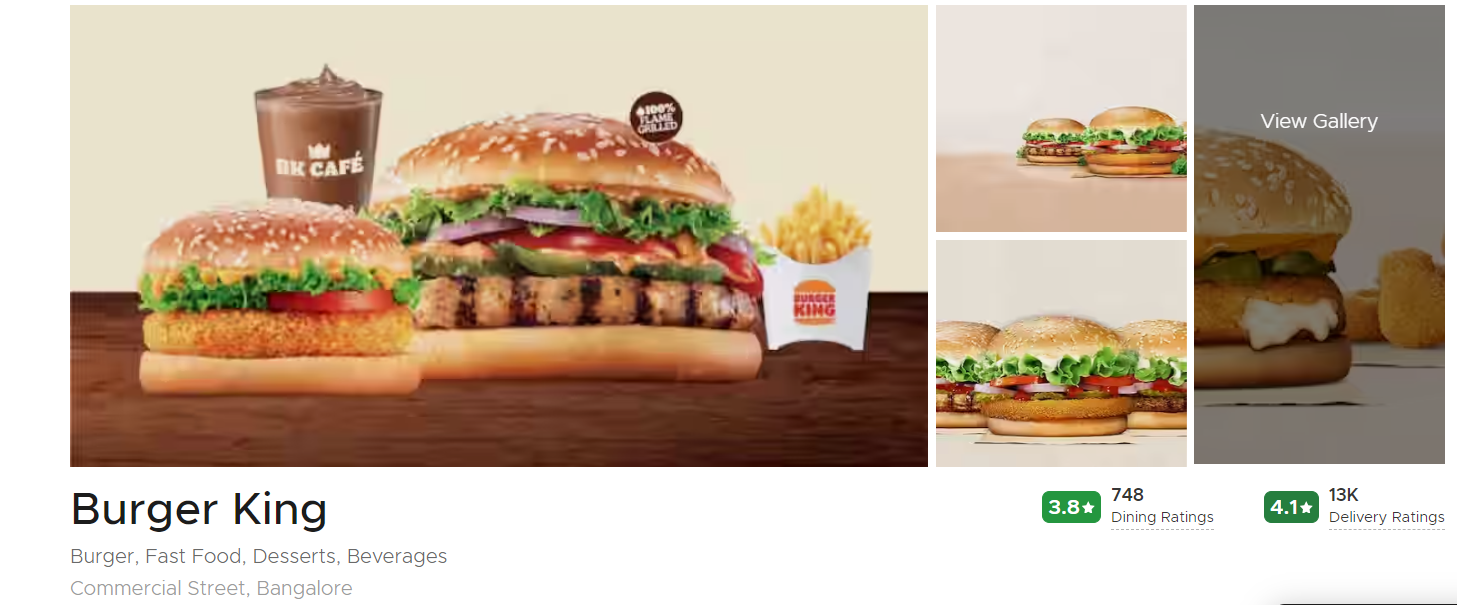 BK CAFÉ
100%
FLAME
GRILLED
BURGER
KING
View Gallery
Burger King
3.8★
748
Dining Ratings
4.1★
13K
Delivery Ratings
Burger, Fast Food, Desserts, Beverages
Commercial Street, Bangalore